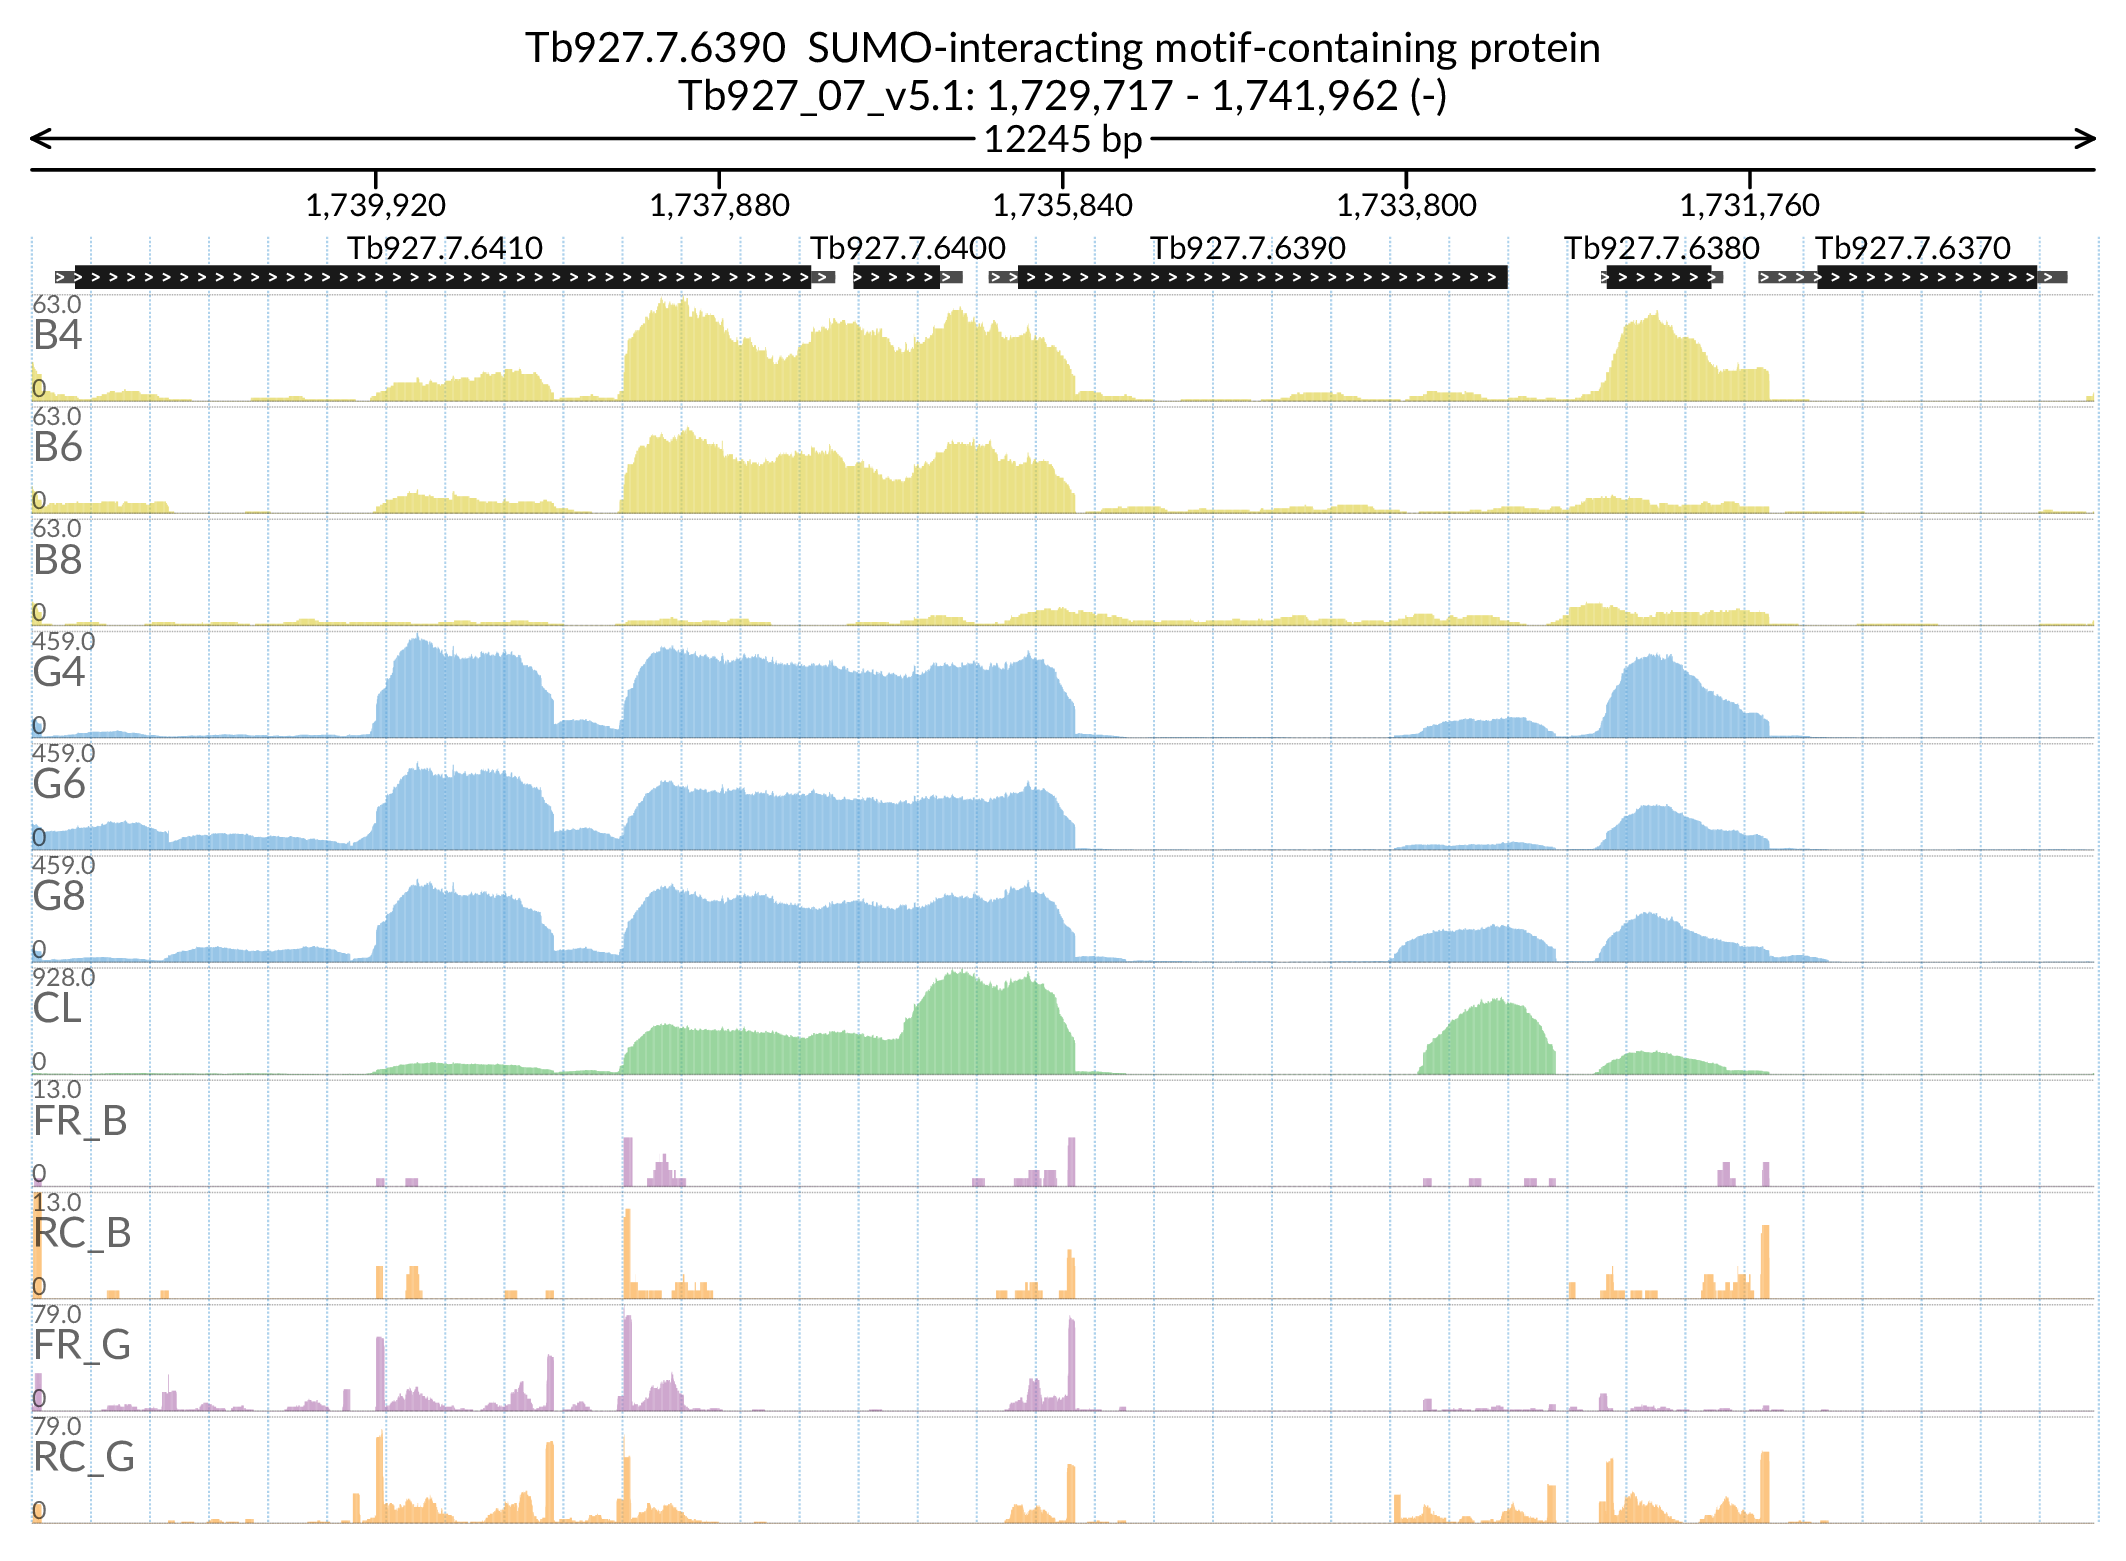 Tb927.7.6390  SUMO-interacting motif-containing protein
Tb927_07_v5.1: 1,729,717 - 1,741,962 (-)
12245 bp
1,739,920 1,737,880 1,735,840 1,733,800 1,731,760
Tb927.7.6410 Tb927.7.6400 Tb927.7.6390 Tb927.7.6380 Tb927.7.6370
63.0
B4
0
63.0
B6
0
63.0
B8
0
459.0
G4
0
459.0
G6
0
459.0
G8
0
928.0
CL
0
13.0
FR_B
0
13.0
RC_B
0
79.0
FR_G
0
79.0
RC_G
0